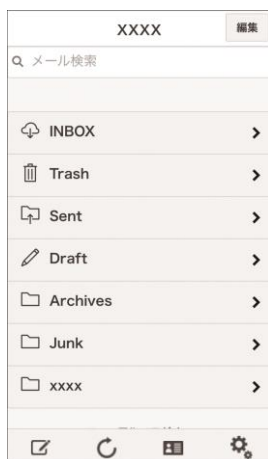 xxxx
編集
メール検索
INBOX
Trash
Sent
Draft
Archives
Junk
xxxx